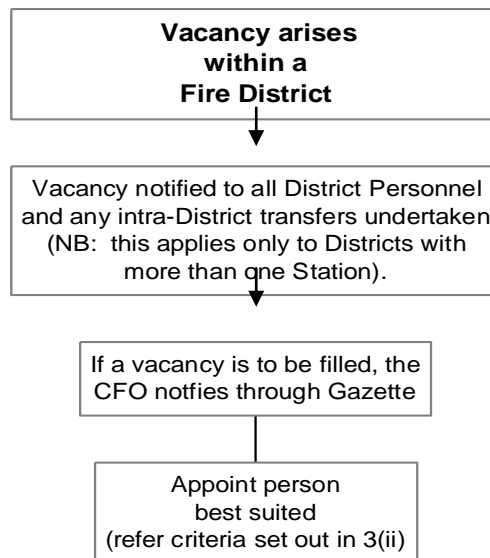 Vacancy arises
within a
Fire District
Vacancy notified to all District Personnel
and any intra-District transfers undertaken
(NB: this applies only to Districts with
more than one Station).
If a vacancy is to be filled, the
CFO notfies through Gazette
Appoint person
best suited
(refer criteria set out in 3(ii)